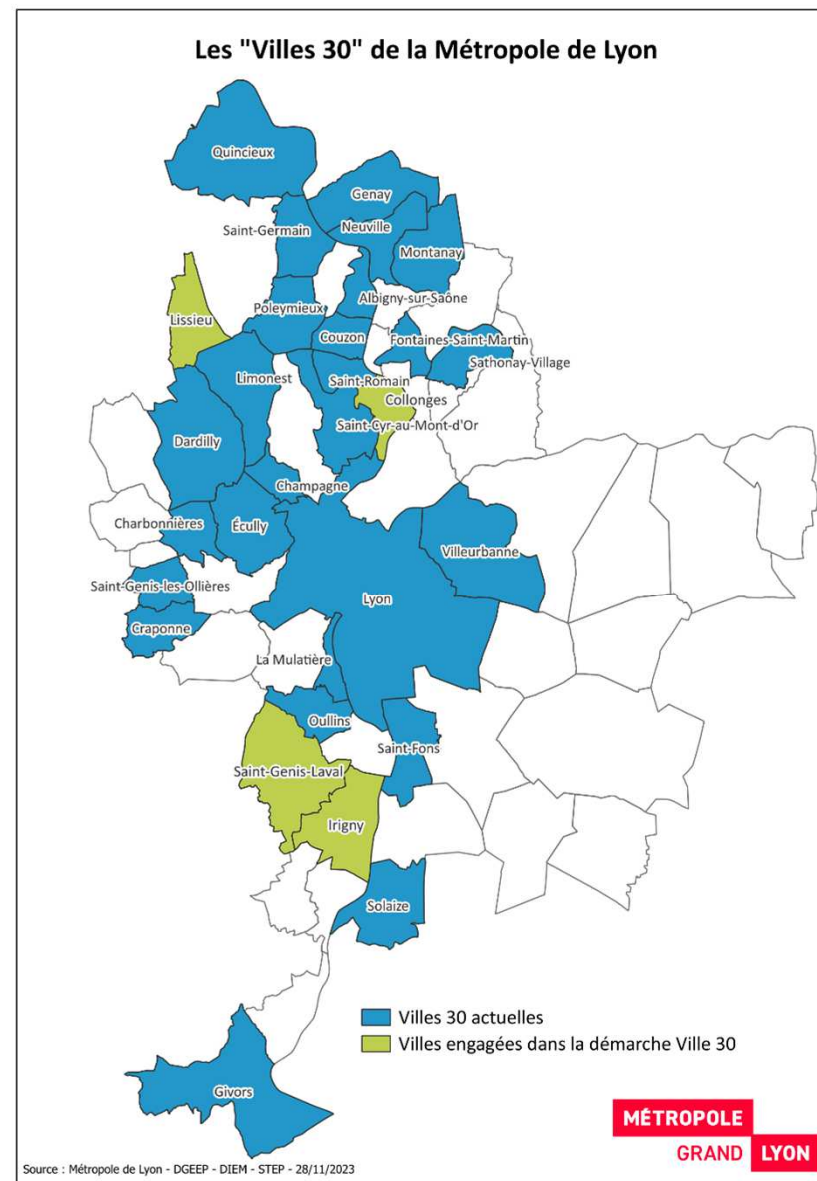 Les "Villes 30" de la Métropole de Lyon
Quincieux
Genay
Saint-Germain
Neuville
Montanay
Albigny-sur-Saône
Lissieu
Poleymieux
Couzon
Fontaines-Saint-Martin
Sathonay-Village
Limonest
Saint-Romain
Collonges
Dardilly
Saint-Cyr-au-Mont-d'Or
Champagne
Charbonnières
Écully
Villeurbanne
Saint-Genis-les-Ollières
Lyon
Craponne
La Mulatière
Oullins
Saint-Fons
Saint-Genis-Laval
Irigny
Solaize
Villes 30 actuelles
Villes engagées dans la démarche Ville 30
Givors
MÉTROPOLE
GRAND LYON
Source : Métropole de Lyon - DGEEP - DIEM - STEP - 28/11/2023